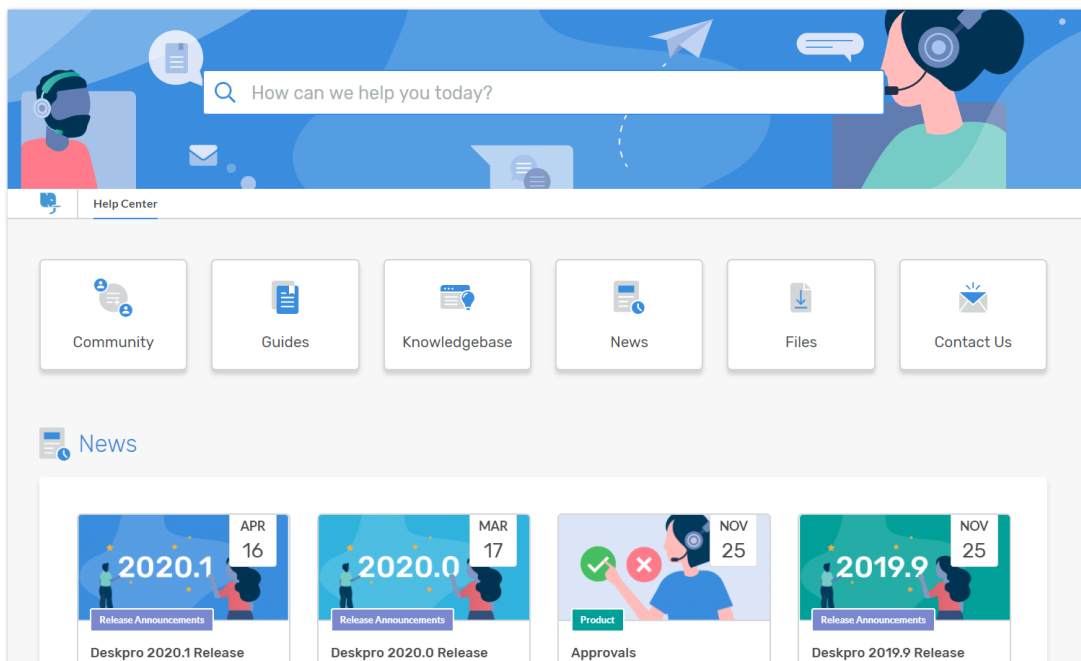 How can we help you today?
Help Center
Community
Guides
Knowledgebase
News
Files
Contact Us
News
APR
16
2020.1
Release Announcements
Deskpro 2020.1 Release
MAR
17
2020.0
Release Announcements
Deskpro 2020.0 Release
NOV
25
Product
Approvals
NOV
25
2019.9
Release Announcements
Deskpro 2019.9 Release